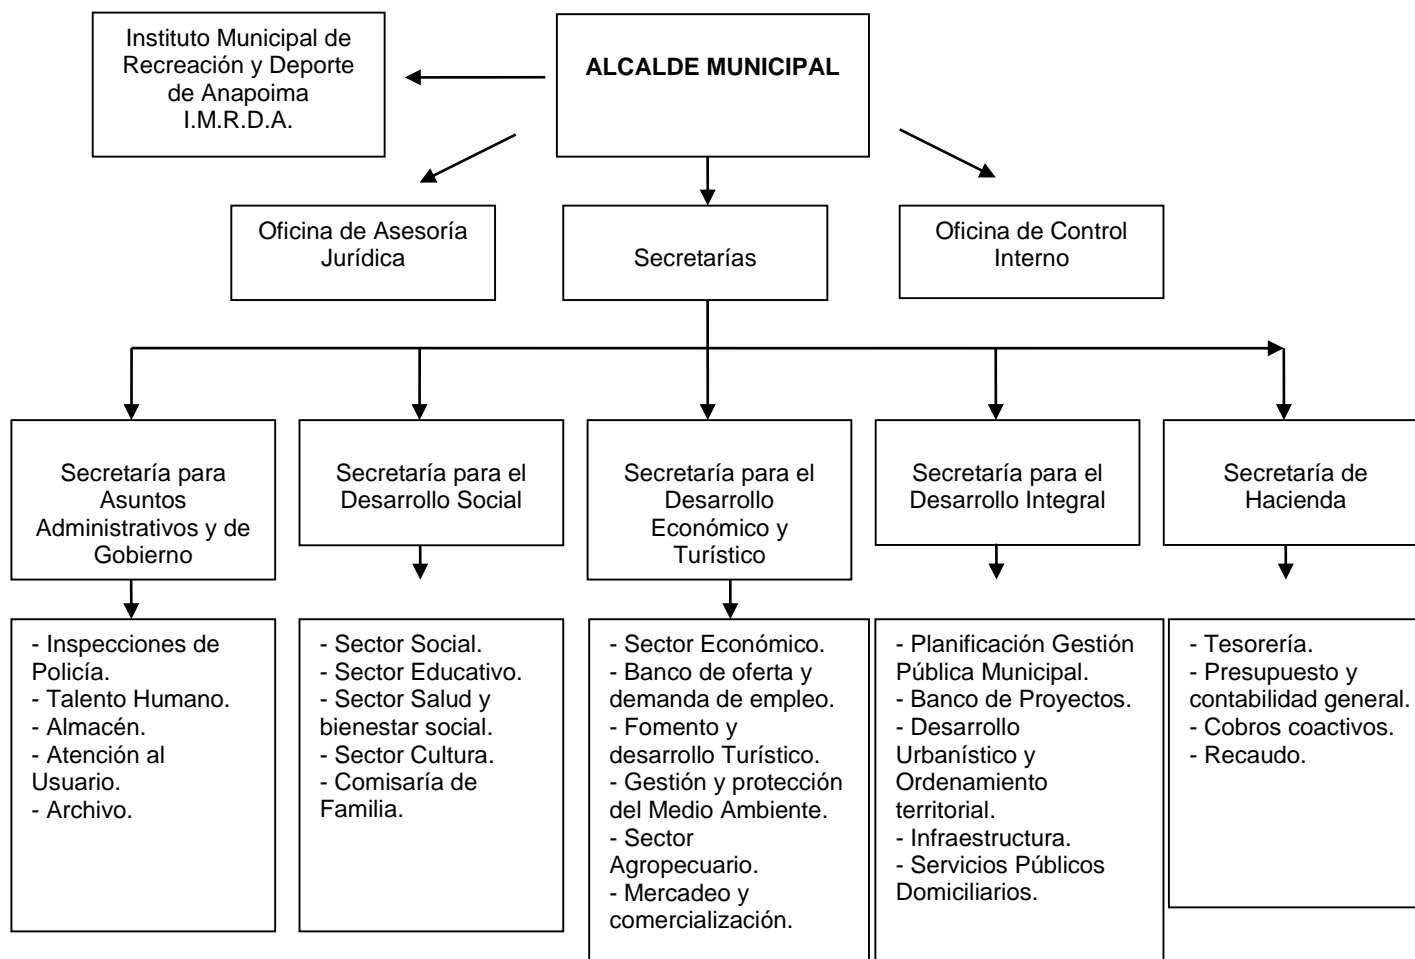 Instituto Municipal de
Recreación y Deporte
de Anapoima
I.M.R.D.A.
ALCALDE MUNICIPAL
Oficina de Asesoría
Jurídica
Secretarías
Oficina de Control
Interno
Secretaría para
Asuntos
Administrativos y de
Gobierno
Secretaría para el
Desarrollo Social
Secretaría para el
Desarrollo
Económico y
Turístico
Secretaría para el
Desarrollo Integral
Secretaría de
Hacienda
- Inspecciones de
Policía.
- Talento Humano.
- Almacén.
- Atención al
Usuario.
- Archivo.
- Sector Social.
- Sector Educativo.
- Sector Salud y
bienestar social.
- Sector Cultura.
- Comisaría de
Familia.
- Sector Económico.
- Banco de oferta y
demanda de empleo.
- Fomento y
desarrollo Turístico.
- Gestión y protección
del Medio Ambiente.
- Sector
Agropecuario.
- Mercadeo y
comercialización.
- Planificación Gestión
Pública Municipal.
- Banco de Proyectos.
- Desarrollo
Urbanístico y
Ordenamiento
territorial.
- Infraestructura.
- Servicios Públicos
Domiciliarios.
- Tesorería.
- Presupuesto y
contabilidad general.
- Cobros coactivos.
- Recaudo.